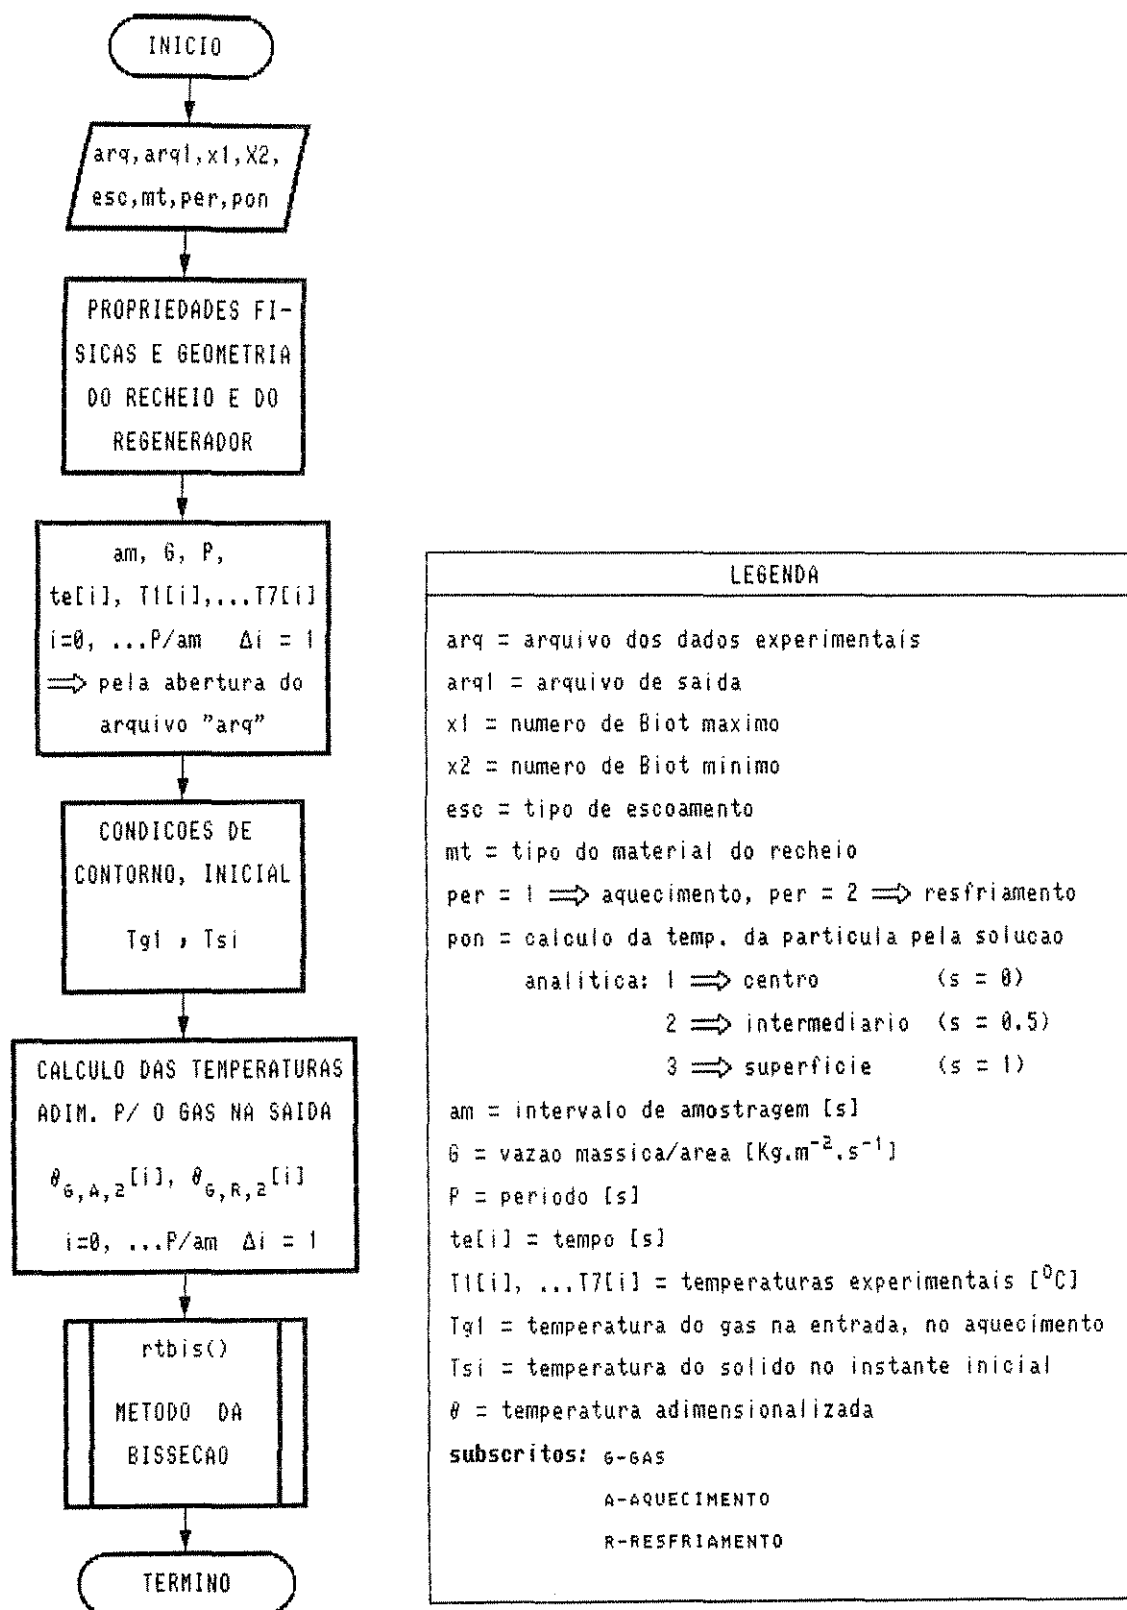 INICIO
arq,arq1,x1,X2,
esc,mt,per,pon
PROPRIEDADES FI-
SICAS E GEOMETRIA
DO RECHEIO E DO
REGENERADOR
am, G, P,
te[i], T1[i],...T7[i]
i=0, ...P/am Δi = 1
⟹ pela abertura do
arquivo "arq"
CONDICOES DE
CONTORNO, INICIAL
Tg1 , Tsi
CALCULO DAS TEMPERATURAS
ADIM. P/ O GAS NA SAIDA
θ_{G,A,2}[i], θ_{G,R,2}[i]
i=0, ...P/am Δi = 1
rtbis()
METODO DA
BISSECAO
TERMINO
LEGENDA
arq = arquivo dos dados experimentais
arq1 = arquivo de saida
x1 = numero de Biot maximo
x2 = numero de Biot minimo
esc = tipo de escoamento
mt = tipo do material do recheio
per = 1 ⟹ aquecimento, per = 2 ⟹ resfriamento
pon = calculo da temp. da particula pela solucao
analítica: 1 ⟹ centro (s = 0)
2 ⟹ intermediario (s = 0.5)
3 ⟹ superficie (s = 1)
am = intervalo de amostragem [s]
G = vazao massica/area [Kg.m⁻².s⁻¹]
P = periodo [s]
te[i] = tempo [s]
T1[i], ...T7[i] = temperaturas experimentais [⁰C]
Tg1 = temperatura do gas na entrada, no aquecimento
Tsi = temperatura do solido no instante inicial
θ = temperatura adimensionalizada
subscritos: G-GAS
A-AQUECIMENTO
R-RESFRIAMENTO